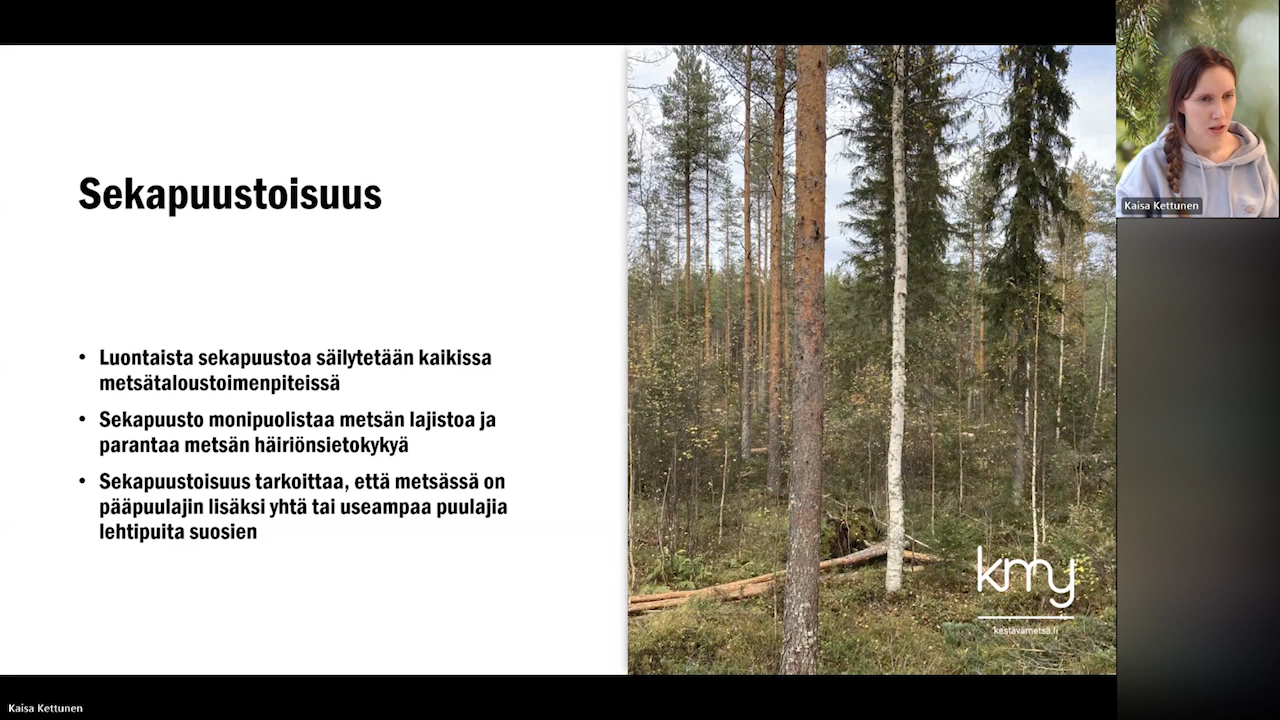 Sekapuustoisuus
• Luontaista sekapuustoa säilytetään kaikissa
metsätaloustoimenpiteissä
• Sekapuusto monipuolistaa metsän lajistoa ja
parantaa metsän häiriönsietokykyä
• Sekapuustoisuus tarkoittaa, että metsässä on
pääpuulajin lisäksi yhtä tai useampaa puulajia
lehtipuita suosien
kmy
kestävämetsä.fi
Kaisa Kettunen
Kaisa Kettunen